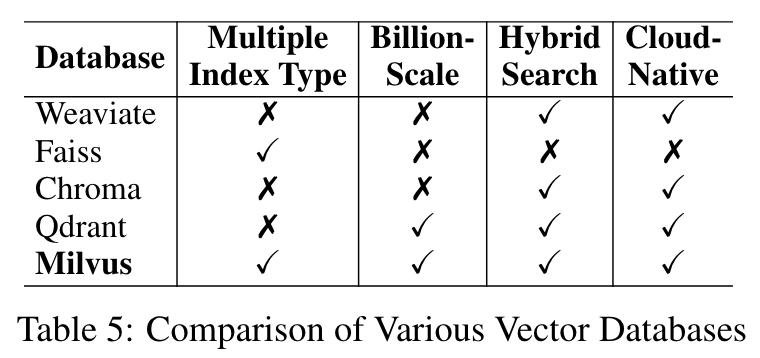 Database Multiple Index Type Billion-Scale Hybrid Search Cloud-Native
Weaviate ✗ ✗ ✓ ✓
Faiss ✓ ✗ ✗ ✗
Chroma ✗ ✗ ✓ ✓
Qdrant ✗ ✓ ✓ ✓
Milvus ✓ ✓ ✓ ✓
Table 5: Comparison of Various Vector Databases